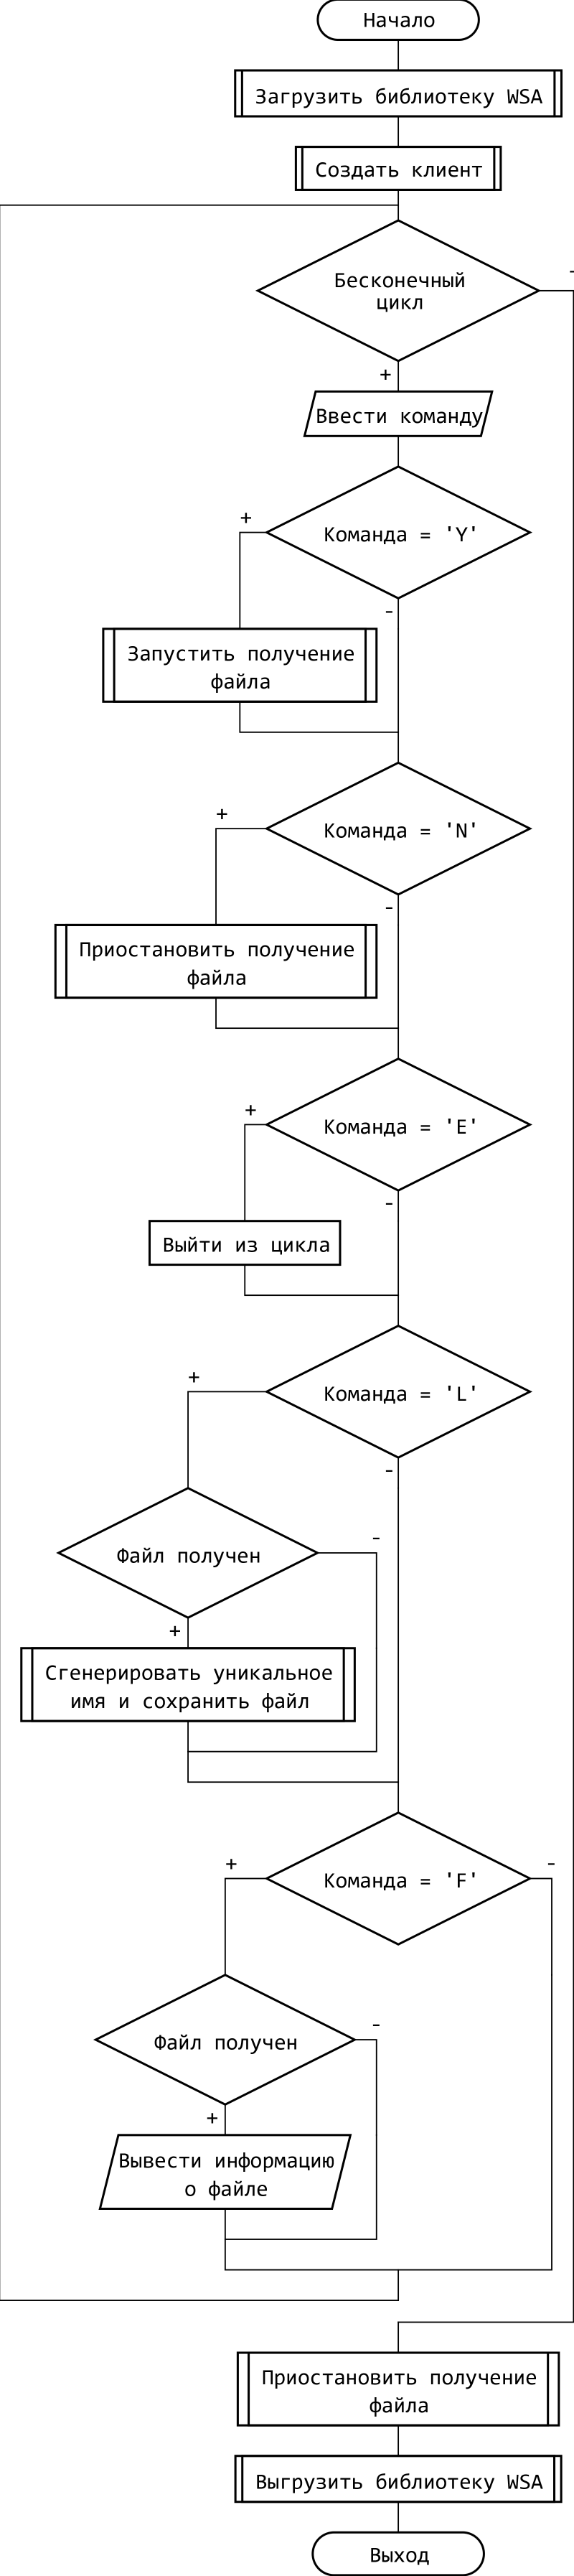 Начало
Загрузить библиотеку WSA
Создать клиент
Бесконечный
цикл
-
+
Ввести команду
Команда = 'Y'
+
-
Запустить получение
файла
Команда = 'N'
+
-
Приостановить получение
файла
Команда = 'E'
+
-
Выйти из цикла
Команда = 'L'
+
-
Файл получен
-
+
Сгенерировать уникальное
имя и сохранить файл
Команда = 'F'
+
-
Файл получен
-
+
Вывести информацию
о файле
Приостановить получение
файла
Выгрузить библиотеку WSA
Выход